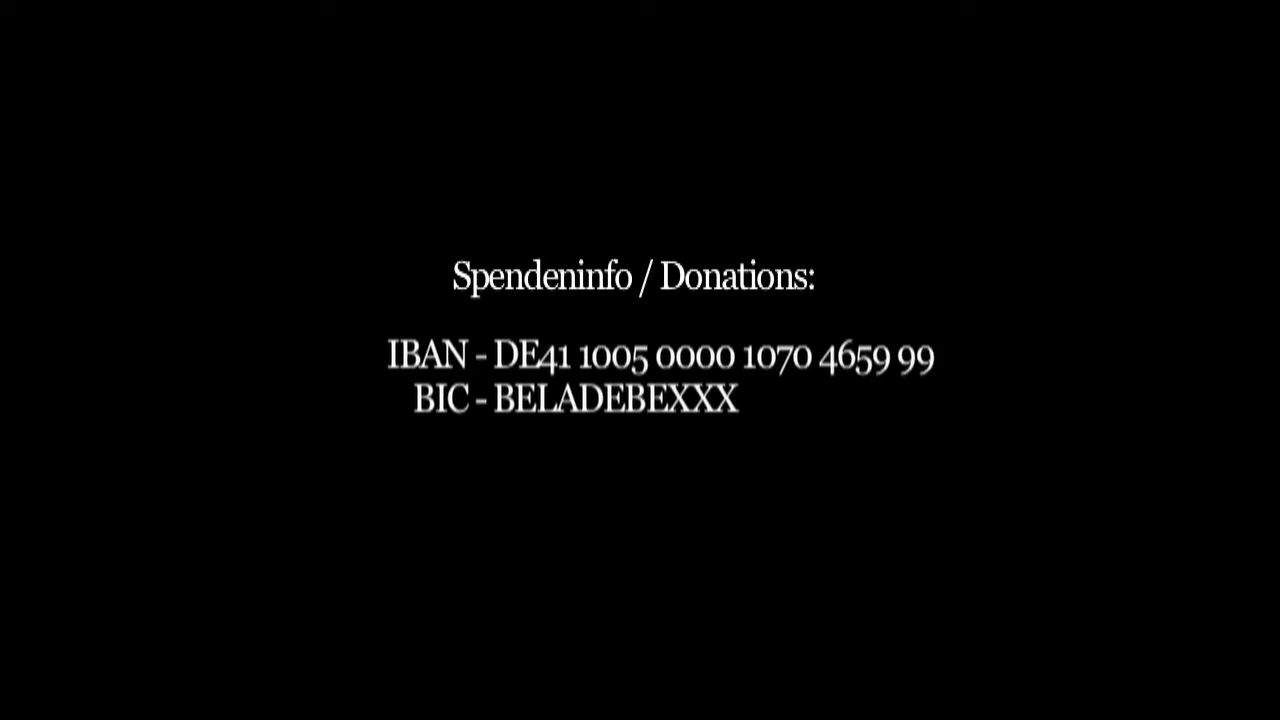 Spendeninfo / Donations:
IBAN - DE41 1005 0000 1070 4659 99
BIC - BELADEBEXXX